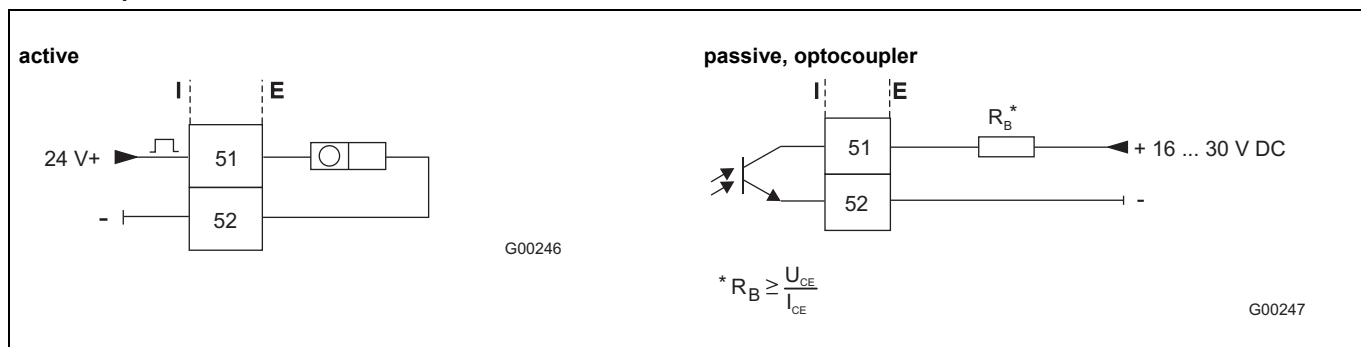 active
I E
24 V+ 51
- 52
G00246
passive, optocoupler
I E
R_B*
51 + 16 ... 30 V DC
52 -
* R_B ≥ U_CE / I_CE
G00247